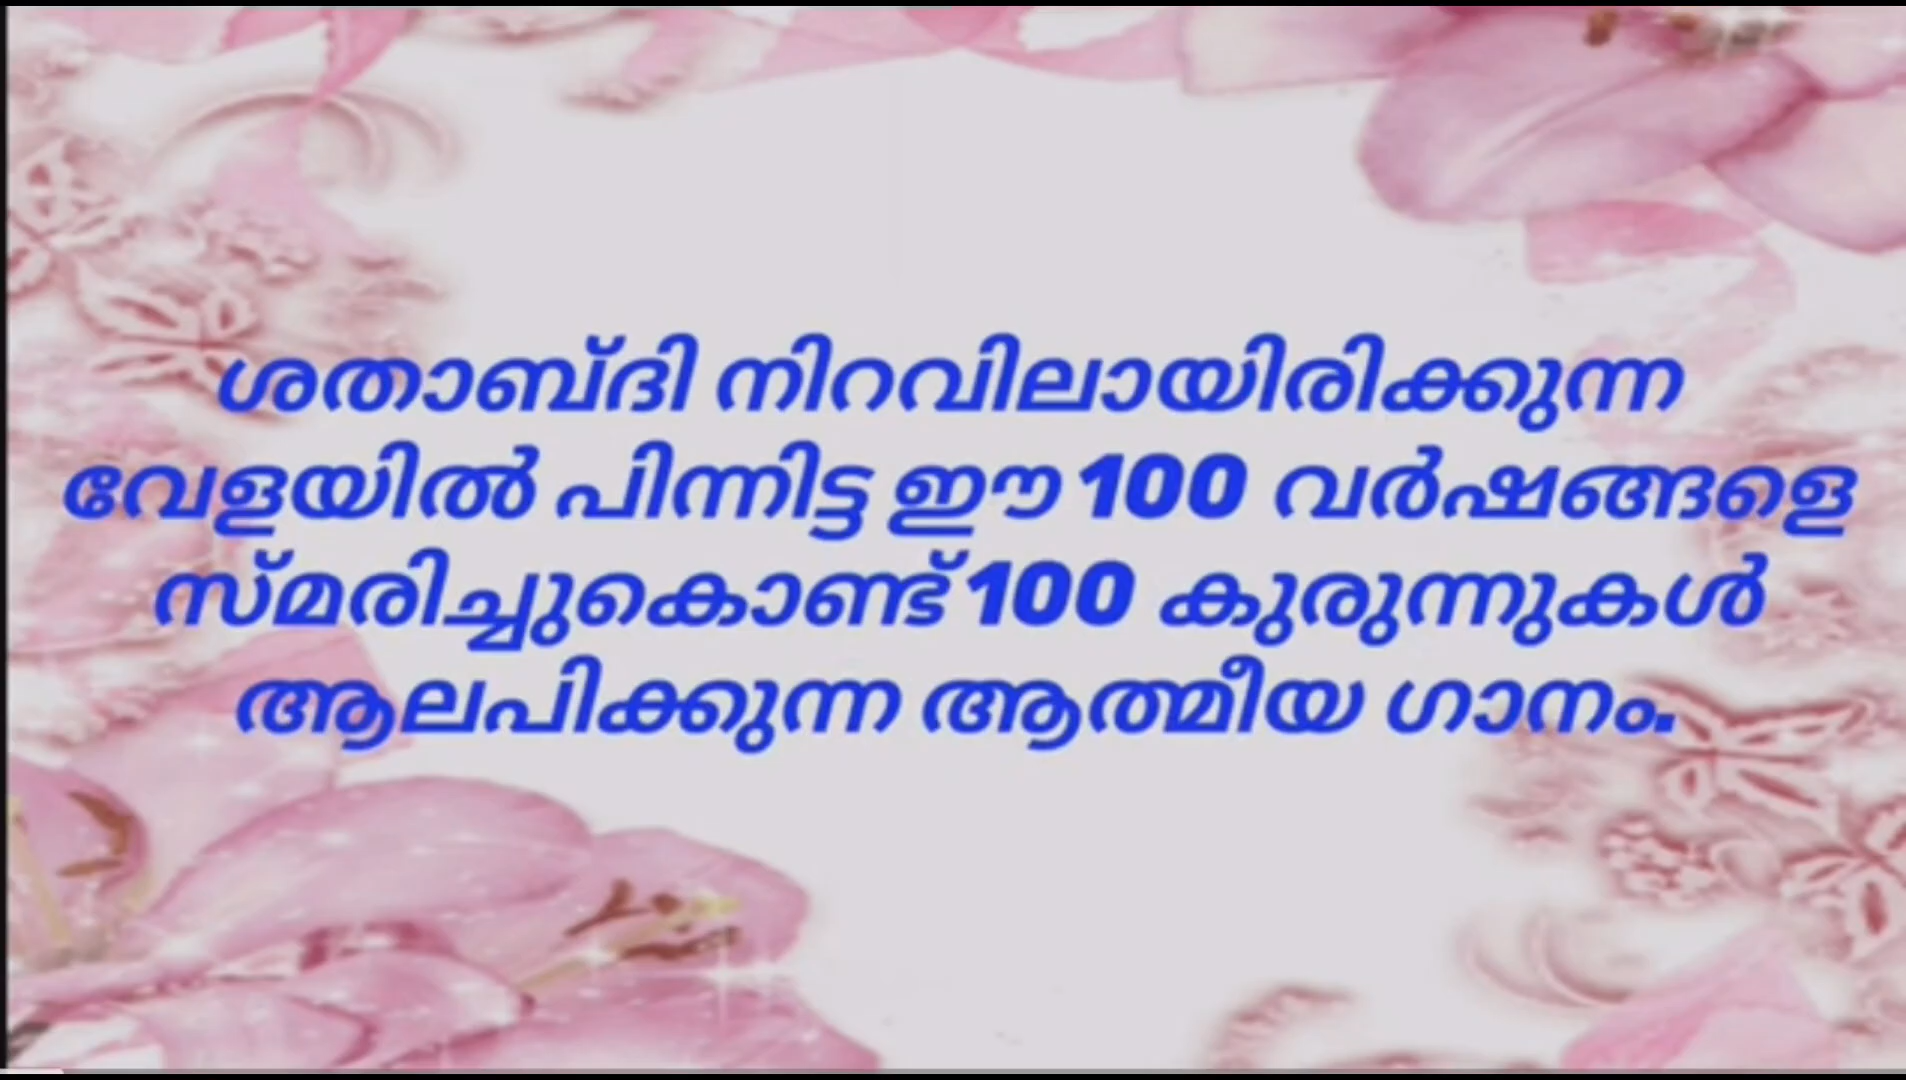 ശതാബ്ദി നിറവിലായിരിക്കുന്ന
വേളയിൽ പിന്നിട്ട ഈ 100 വർഷങ്ങളെ
സ്മരിച്ചുകൊണ്ട് 100 കുരുന്നുകൾ
ആലപിക്കുന്ന ആത്മീയ ഗാനം.